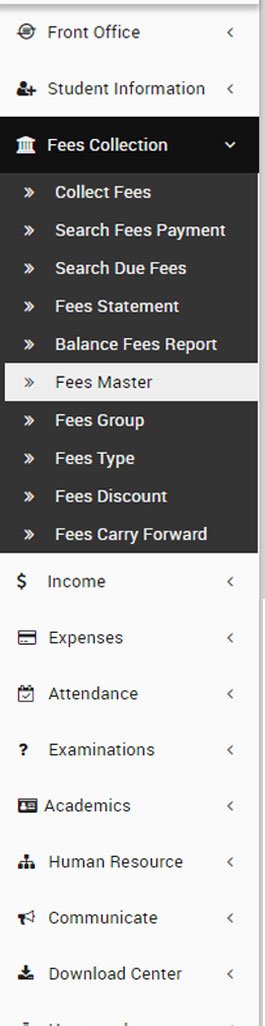 Front Office
Student Information
Fees Collection
Collect Fees
Search Fees Payment
Search Due Fees
Fees Statement
Balance Fees Report
Fees Master
Fees Group
Fees Type
Fees Discount
Fees Carry Forward
Income
Expenses
Attendance
Examinations
Academics
Human Resource
Communicate
Download Center